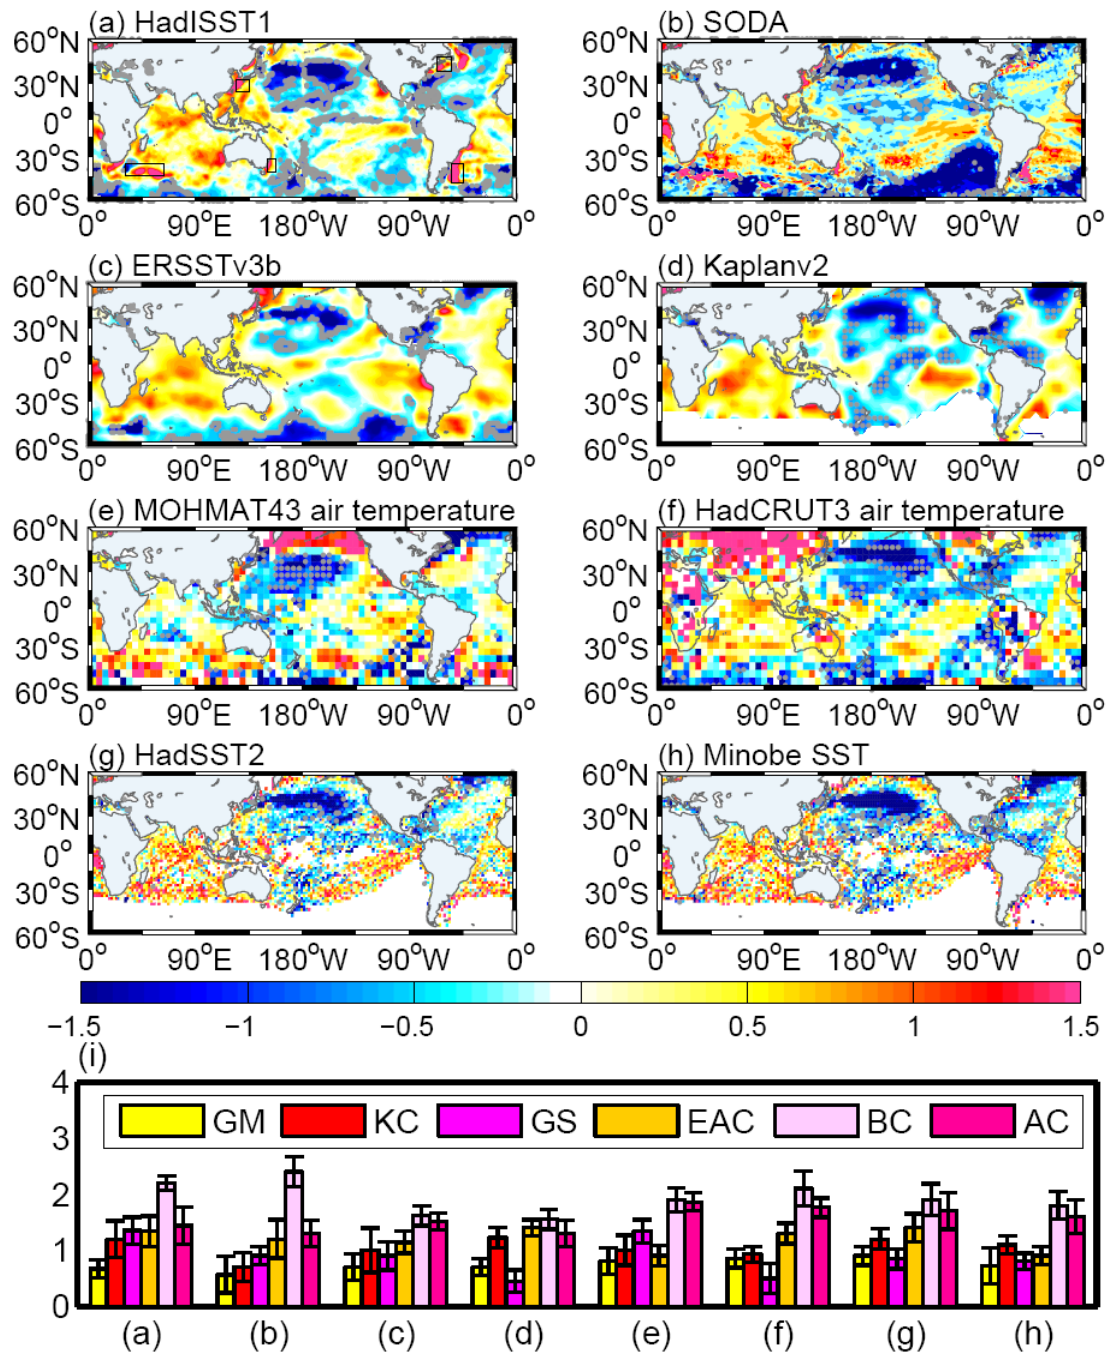 (a) HadISST1
(b) SODA
60°N
30°N
0°
30°S
60°S
0° 90°E 180°W 90°W 0°
60°N
30°N
0°
30°S
60°S
0° 90°E 180°W 90°W 0°
(c) ERSSTv3b
(d) Kaplanv2
60°N
30°N
0°
30°S
60°S
0° 90°E 180°W 90°W 0°
60°N
30°N
0°
30°S
60°S
0° 90°E 180°W 90°W 0°
(e) MOHMAT43 air temperature
(f) HadCRUT3 air temperature
60°N
30°N
0°
30°S
60°S
0° 90°E 180°W 90°W 0°
60°N
30°N
0°
30°S
60°S
0° 90°E 180°W 90°W 0°
(g) HadSST2
(h) Minobe SST
60°N
30°N
0°
30°S
60°S
0° 90°E 180°W 90°W 0°
60°N
30°N
0°
30°S
60°S
0° 90°E 180°W 90°W 0°
−1.5 −1 −0.5 0 0.5 1 1.5
(i)
4
3
2
1
0
GM KC GS EAC BC AC
(a) (b) (c) (d) (e) (f) (g) (h)